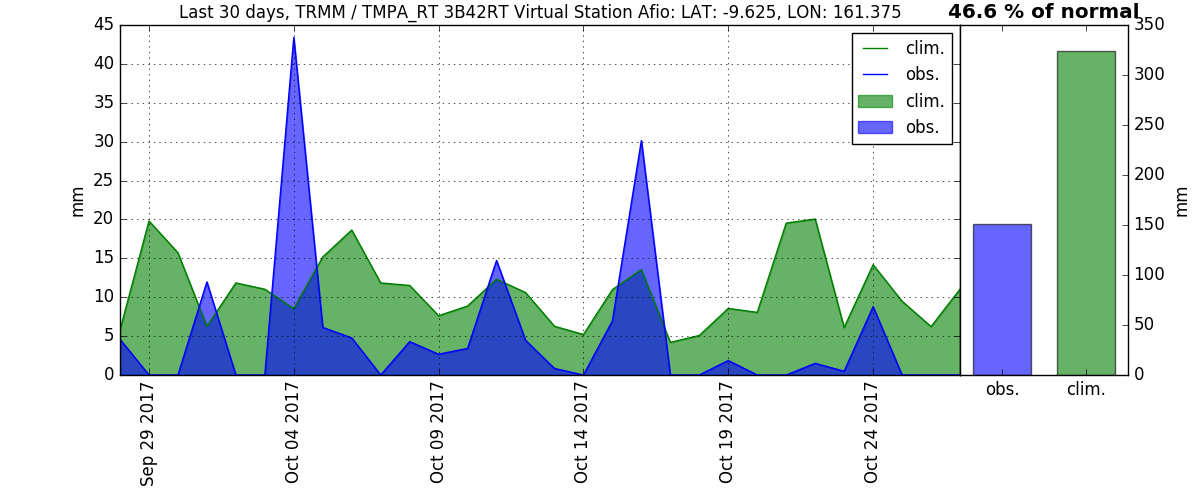 Last 30 days, TRMM / TMPA_RT 3B42RT Virtual Station Afio: LAT: -9.625, LON: 161.375
46.6 % of normal
45
40
35
30
25
20
15
10
5
0
mm
clim.
obs.
clim.
obs.
Sep 29 2017
Oct 04 2017
Oct 09 2017
Oct 14 2017
Oct 19 2017
Oct 24 2017
350
300
250
200
150
100
50
0
mm
obs.
clim.